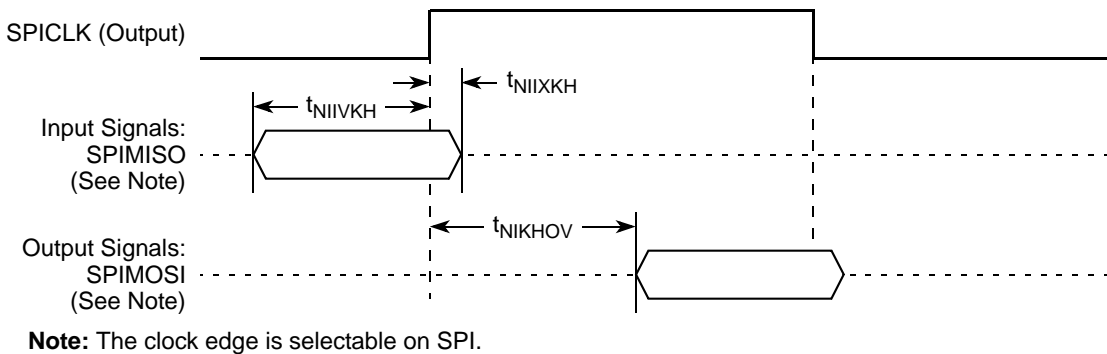 SPICLK (Output)
tNIIXKH
tNIIVKH
Input Signals:
SPIMISO
(See Note)
tNIKHOV
Output Signals:
SPIMOSI
(See Note)
Note: The clock edge is selectable on SPI.